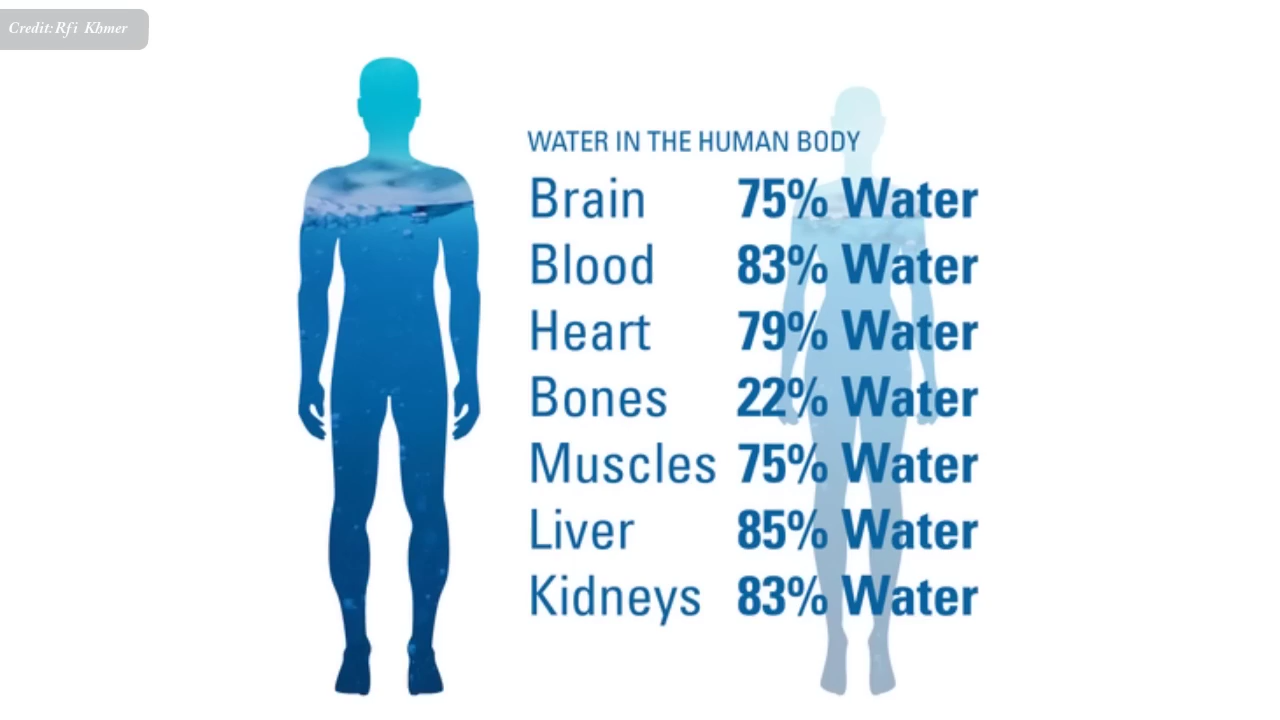 Credit:Rfi Khmer
WATER IN THE HUMAN BODY
Brain 75% Water
Blood 83% Water
Heart 79% Water
Bones 22% Water
Muscles 75% Water
Liver 85% Water
Kidneys 83% Water